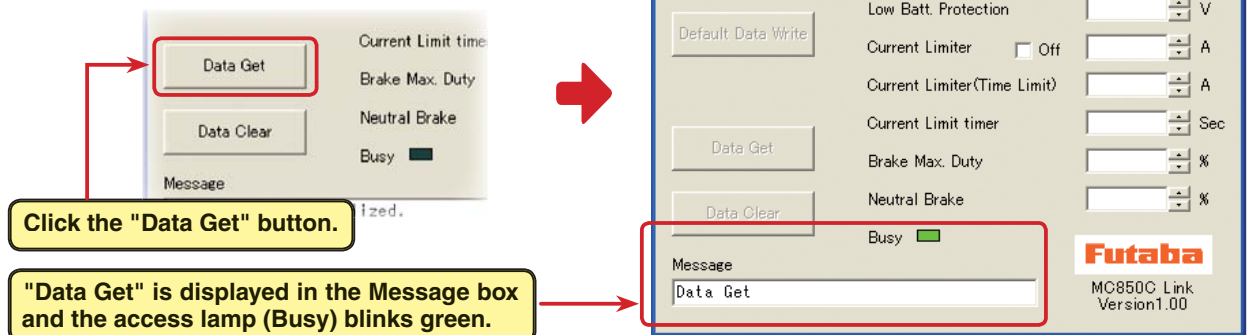 Current Limit time
Data Get
Brake Max. Duty
Neutral Brake
Data Clear
Busy
Message
ized.
Click the "Data Get" button.
"Data Get" is displayed in the Message box
and the access lamp (Busy) blinks green.
Low Batt. Protection
V
Default Data Write
Current Limiter
Off
A
Current Limiter(Time Limit)
A
Current Limit timer
Sec
Data Get
Brake Max. Duty
%
Neutral Brake
%
Data Clear
Busy
Message
Data Get
Futaba
MC850C Link
Version1.00